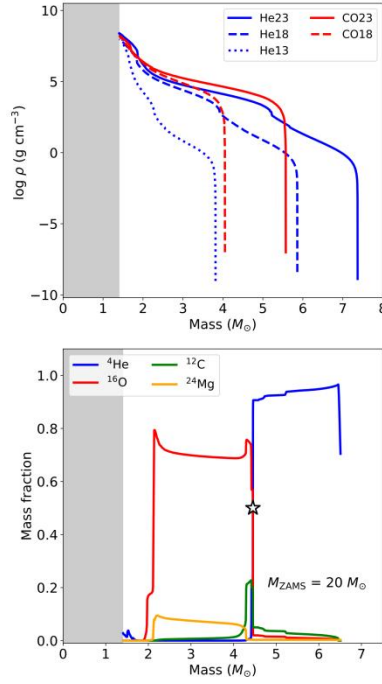 He23
He18
He13
CO23
CO18
log ρ (g cm⁻³)
10
5
0
−5
−10
0 1 2 3 4 5 6 7 8
Mass (M⊙)
⁴He
¹⁶O
¹²C
²⁴Mg
Mass fraction
1.0
0.8
0.6
0.4
0.2
0.0
M_ZAMS = 20 M⊙
0 1 2 3 4 5 6 7
Mass (M⊙)